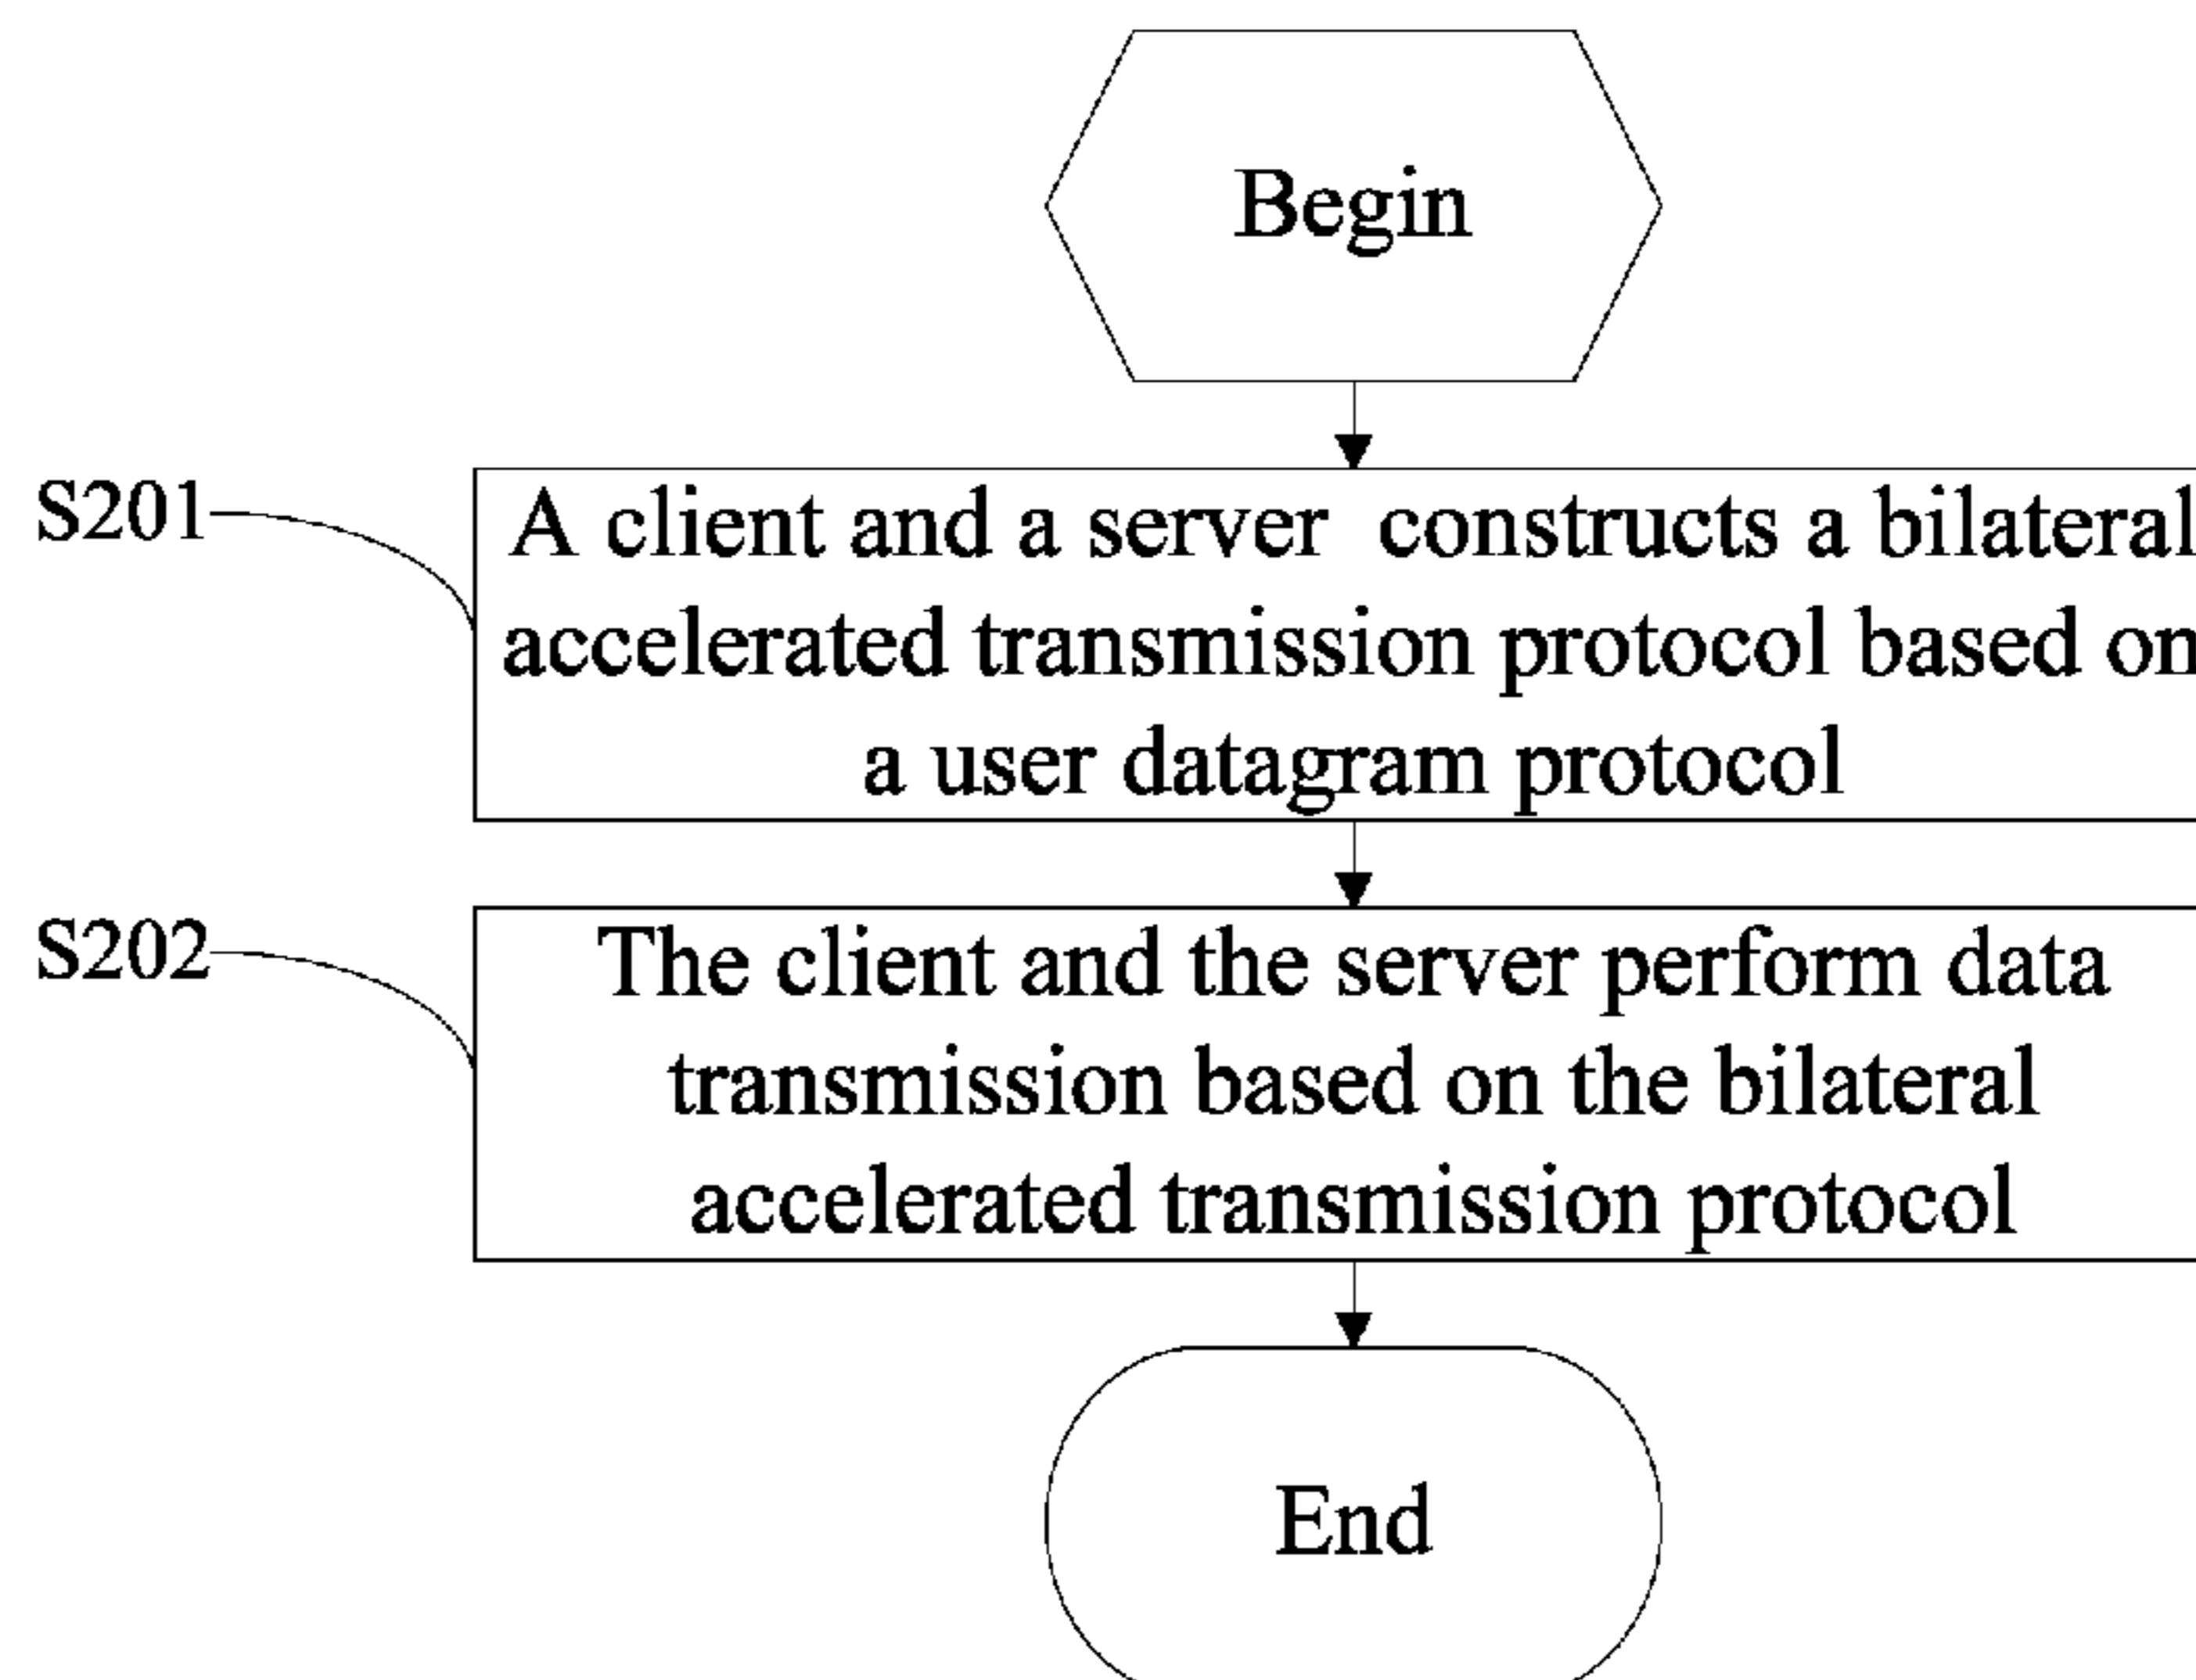 Begin
S201
A client and a server constructs a bilateral
accelerated transmission protocol based on
a user datagram protocol
S202
The client and the server perform data
transmission based on the bilateral
accelerated transmission protocol
End